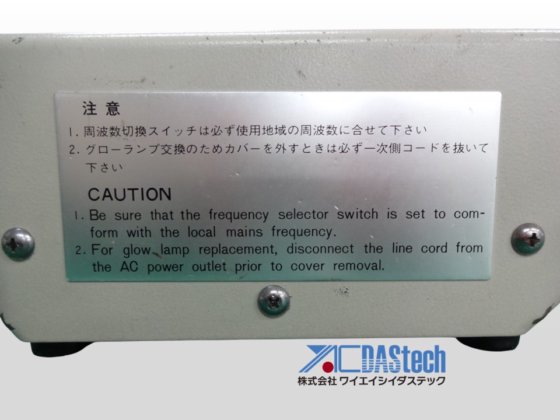 注意
1. 周波数切換スイッチは必ず使用地域の周波数に合せて下さい
2. グローランプ交換のためカバーを外すときは必ず一次側コードを抜いて
下さい
CAUTION
1. Be sure that the frequency selector switch is set to com-
form with the local mains frequency.
2. For glow lamp replacement, disconnect the line cord from
the AC power outlet prior to cover removal.
YAC DAStech
株式会社 ワイエイシイダステック